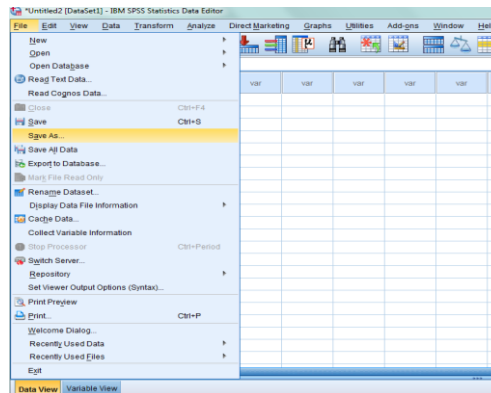 *Untitled2 [DataSet1] - IBM SPSS Statistics Data Editor
File Edit View Data Transform Analyze Direct Marketing Graphs Utilities Add-ons Window Hel
New
Open
Open Database
Read Text Data...
Read Cognos Data...
var var var var var
Close Ctrl+F4
Save Ctrl+S
Save As...
Save All Data
Export to Database...
Mark File Read Only
Rename Dataset...
Display Data File Information
Cache Data...
Collect Variable Information
Stop Processor Ctrl+Period
Switch Server...
Repository
Set Viewer Output Options (Syntax)...
Print Preview
Print... Ctrl+P
Welcome Dialog...
Recently Used Data
Recently Used Files
Exit
Data View Variable View